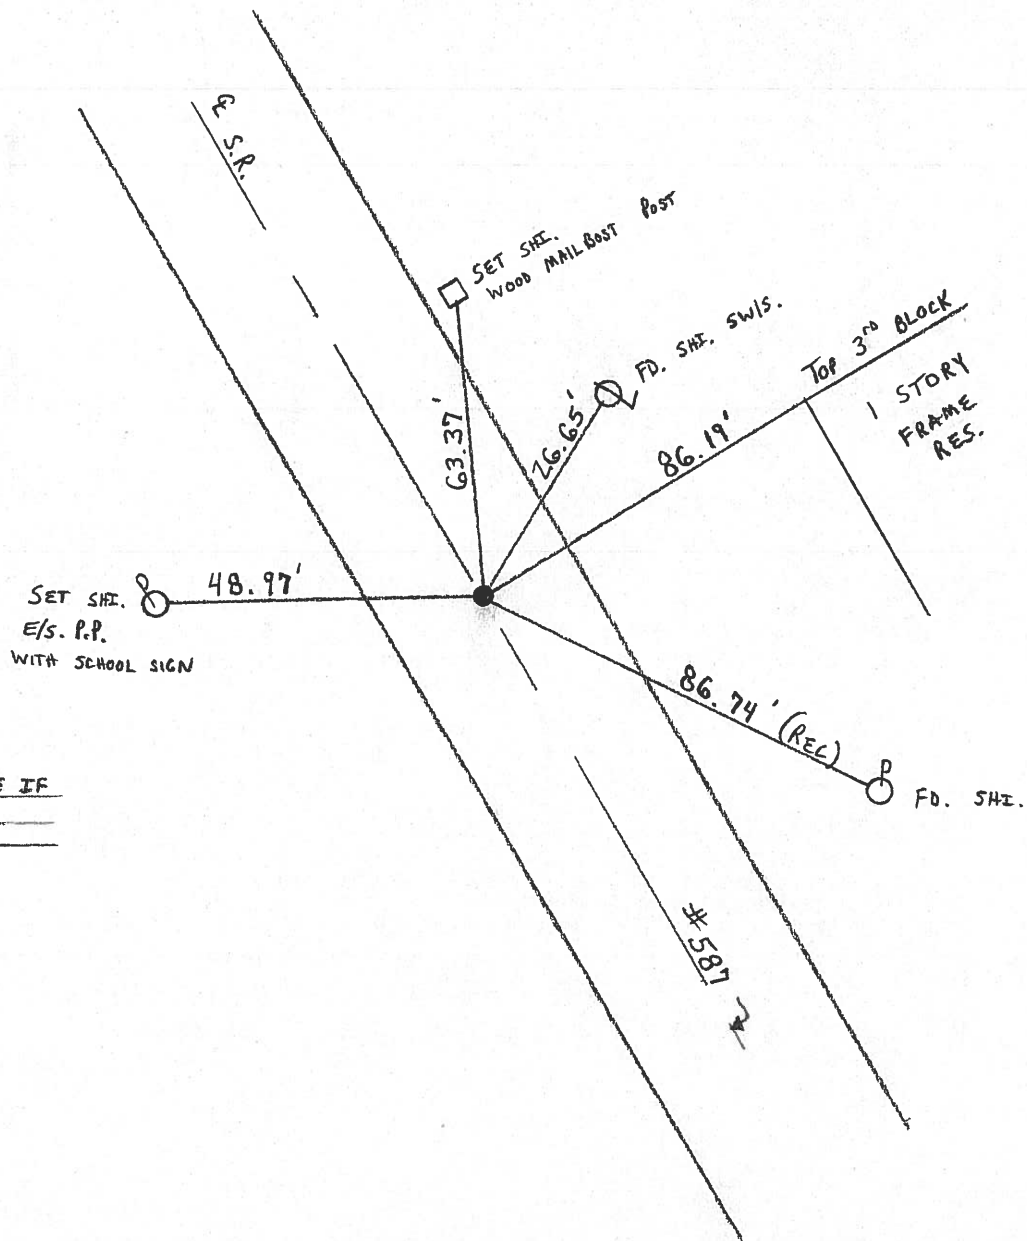 ℄ S.R.
SET SHI.
WOOD MAILBOST POST
FD. SHI. SW/S.
TOP 3RD BLOCK
1 STORY
FRAME
RES.
63.37'
26.65'
86.19'
48.97'
SET SHI.
E/S. P.P.
WITH SCHOOL SIGN
86.74' (REC)
FD. SHI.
E IF
# 587